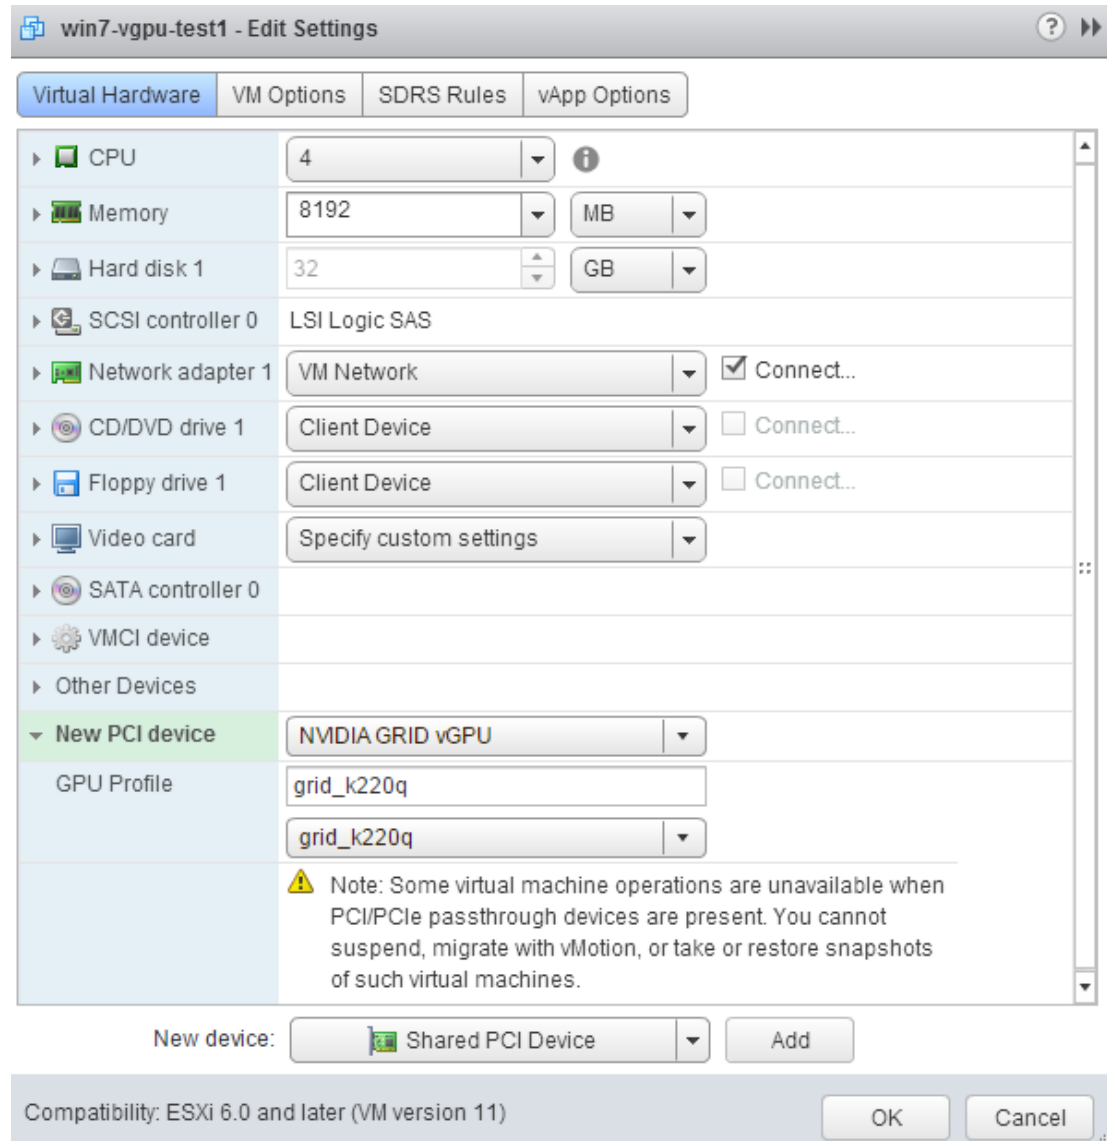 win7-vgpu-test1 - Edit Settings
Virtual Hardware VM Options SDRS Rules vApp Options
CPU 4
Memory 8192 MB
Hard disk 1 32 GB
SCSI controller 0 LSI Logic SAS
Network adapter 1 VM Network Connect...
CD/DVD drive 1 Client Device Connect...
Floppy drive 1 Client Device Connect...
Video card Specify custom settings
SATA controller 0
VMCI device
Other Devices
New PCI device NVIDIA GRID vGPU
GPU Profile grid_k220q
grid_k220q
Note: Some virtual machine operations are unavailable when
PCI/PCIe passthrough devices are present. You cannot
suspend, migrate with vMotion, or take or restore snapshots
of such virtual machines.
New device: Shared PCI Device Add
Compatibility: ESXi 6.0 and later (VM version 11) OK Cancel